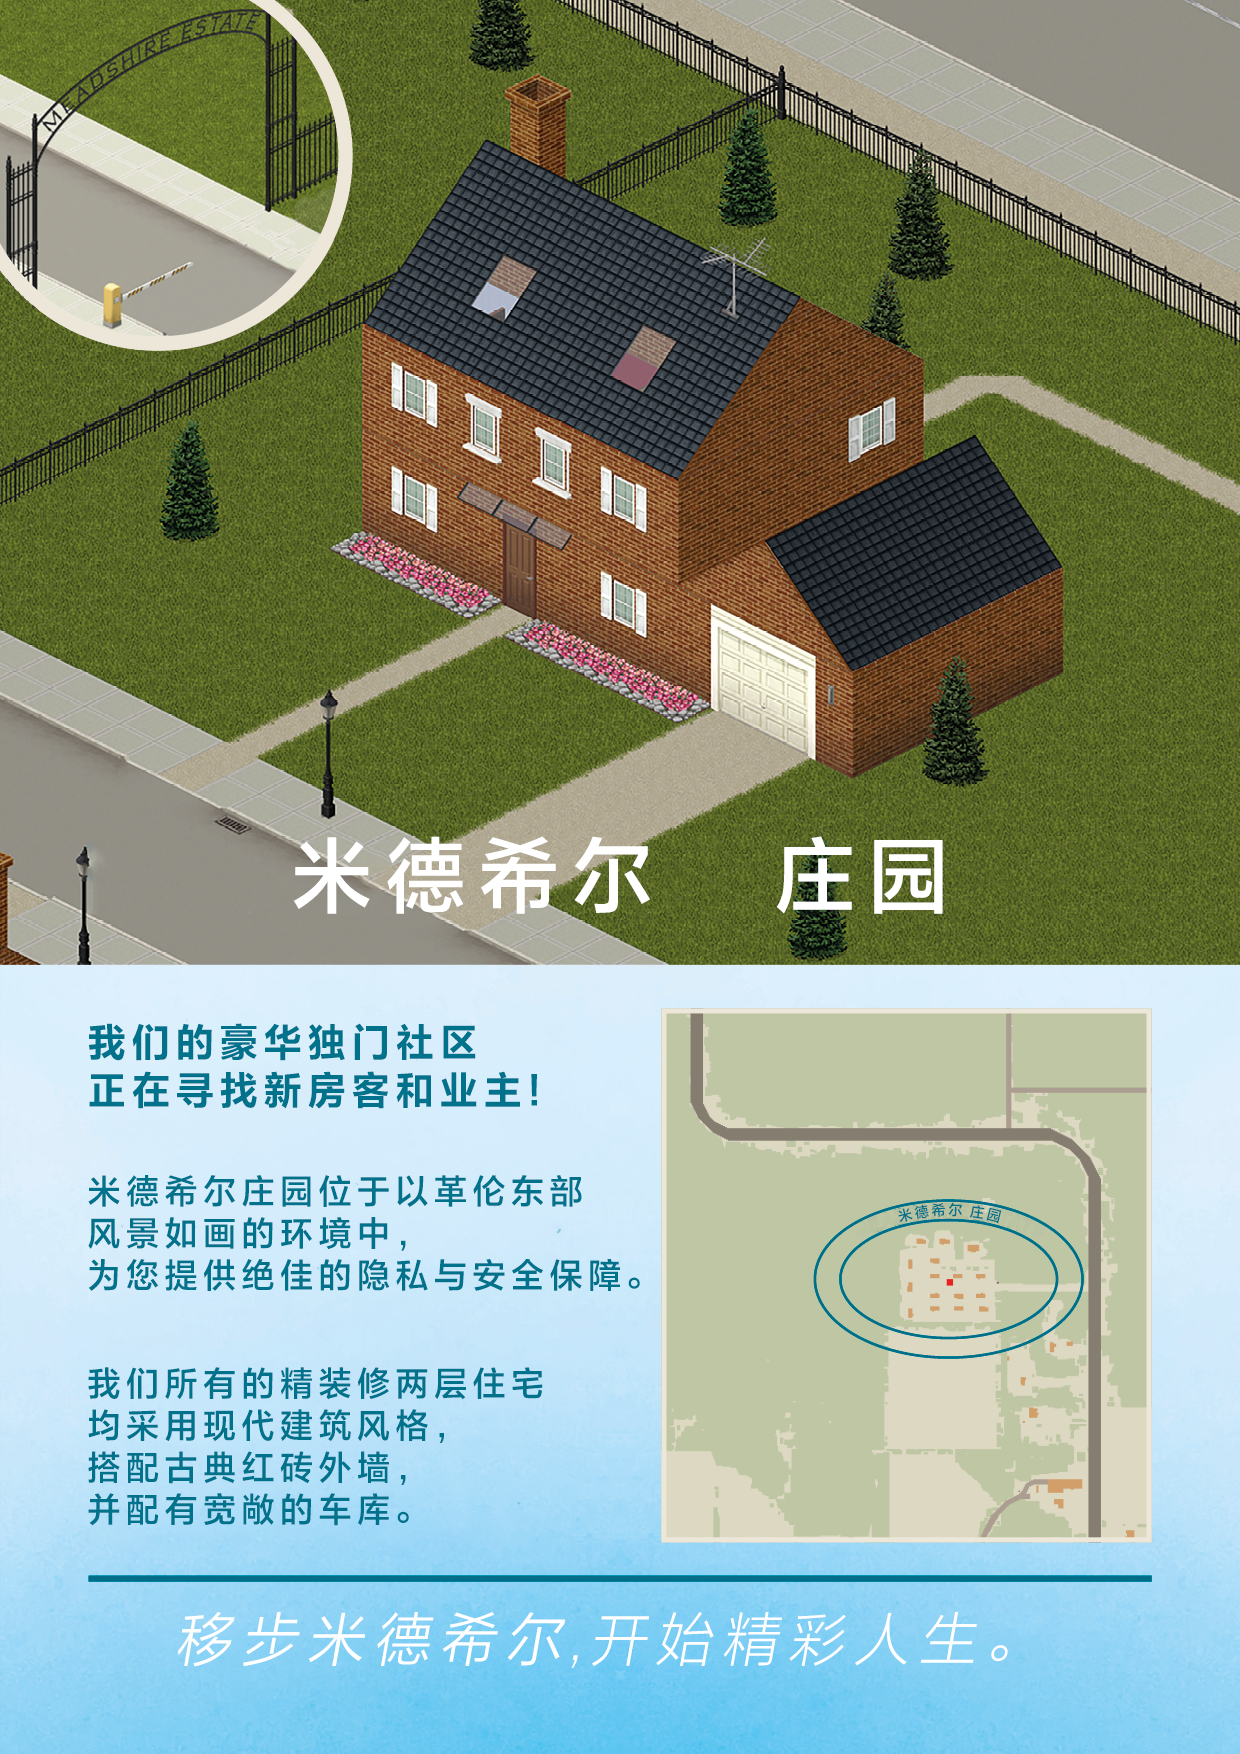 MEADSHIRE ESTATE
米德希尔 庄园
我们的豪华独门社区
正在寻找新房客和业主!
米德希尔庄园位于以革伦东部
风景如画的环境中,
为您提供绝佳的隐私与安全保障。
我们所有的精装修两层住宅
均采用现代建筑风格,
搭配古典红砖外墙,
并配有宽敞的车库。
米德希尔 庄园
移步米德希尔,开始精彩人生。